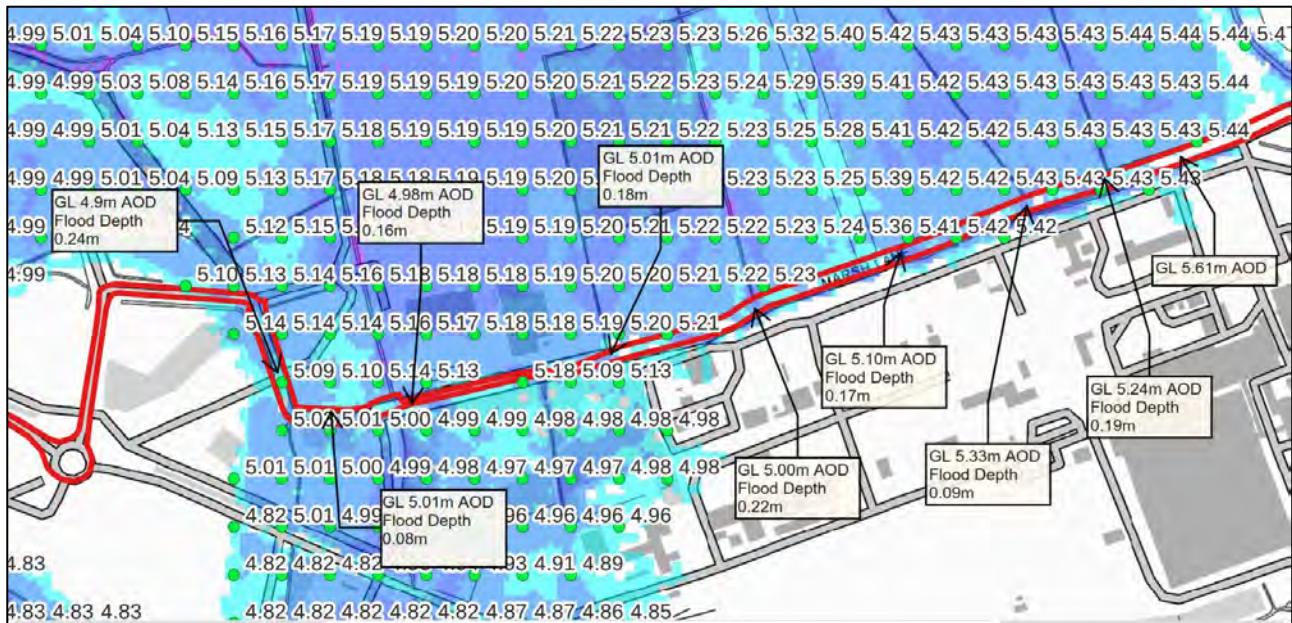 4.99 5.01 5.04 5.10 5.15 5.16 5.17 5.19 5.19 5.20 5.20 5.21 5.22 5.23 5.23 5.26 5.32 5.40 5.42 5.43 5.43 5.43 5.44 5.44 5.44
4.99 4.99 5.03 5.08 5.14 5.16 5.17 5.19 5.19 5.19 5.20 5.20 5.21 5.22 5.23 5.24 5.29 5.39 5.41 5.42 5.43 5.43 5.43 5.43 5.43 5.44
4.99 4.99 5.01 5.04 5.13 5.15 5.17 5.18 5.19 5.19 5.19 5.20 5.21 5.21 5.22 5.23 5.25 5.28 5.41 5.42 5.42 5.43 5.43 5.43 5.43 5.44
GL 5.01m AOD
Flood Depth
0.18m
4.99 4.99 5.01 5.04 5.09 5.13 5.17 5.18 5.18 5.19 5.19 5.23 5.23 5.25 5.39 5.42 5.42 5.43 5.43 5.43 5.43
GL 4.9m AOD
Flood Depth
0.24m
GL 4.98m AOD
Flood Depth
0.16m
4.99 5.12 5.15 5.19 5.19 5.20 5.21 5.22 5.22 5.23 5.24 5.36 5.41 5.42 5.42
4.99 5.10 5.13 5.14 5.16 5.18 5.18 5.18 5.19 5.20 5.20 5.21 5.22 5.23
MARSH LANE
GL 5.61m AOD
5.14 5.14 5.14 5.16 5.17 5.18 5.18 5.19 5.20 5.21
GL 5.10m AOD
Flood Depth
0.17m
5.09 5.10 5.14 5.13 5.18 5.09 5.13
GL 5.24m AOD
Flood Depth
0.19m
5.01 5.00 4.99 4.99 4.98 4.98 4.98 4.98
GL 5.33m AOD
Flood Depth
0.09m
5.01 5.01 5.00 4.99 4.98 4.97 4.97 4.97 4.98 4.98
GL 5.00m AOD
Flood Depth
0.22m
GL 5.01m AOD
Flood Depth
0.08m
4.82 5.01 4.99 4.96 4.96 4.96
4.83 4.82 4.82 4.82 4.91 4.89
4.83 4.83 4.83 4.82 4.82 4.82 4.82 4.84 4.87 4.87 4.86 4.85